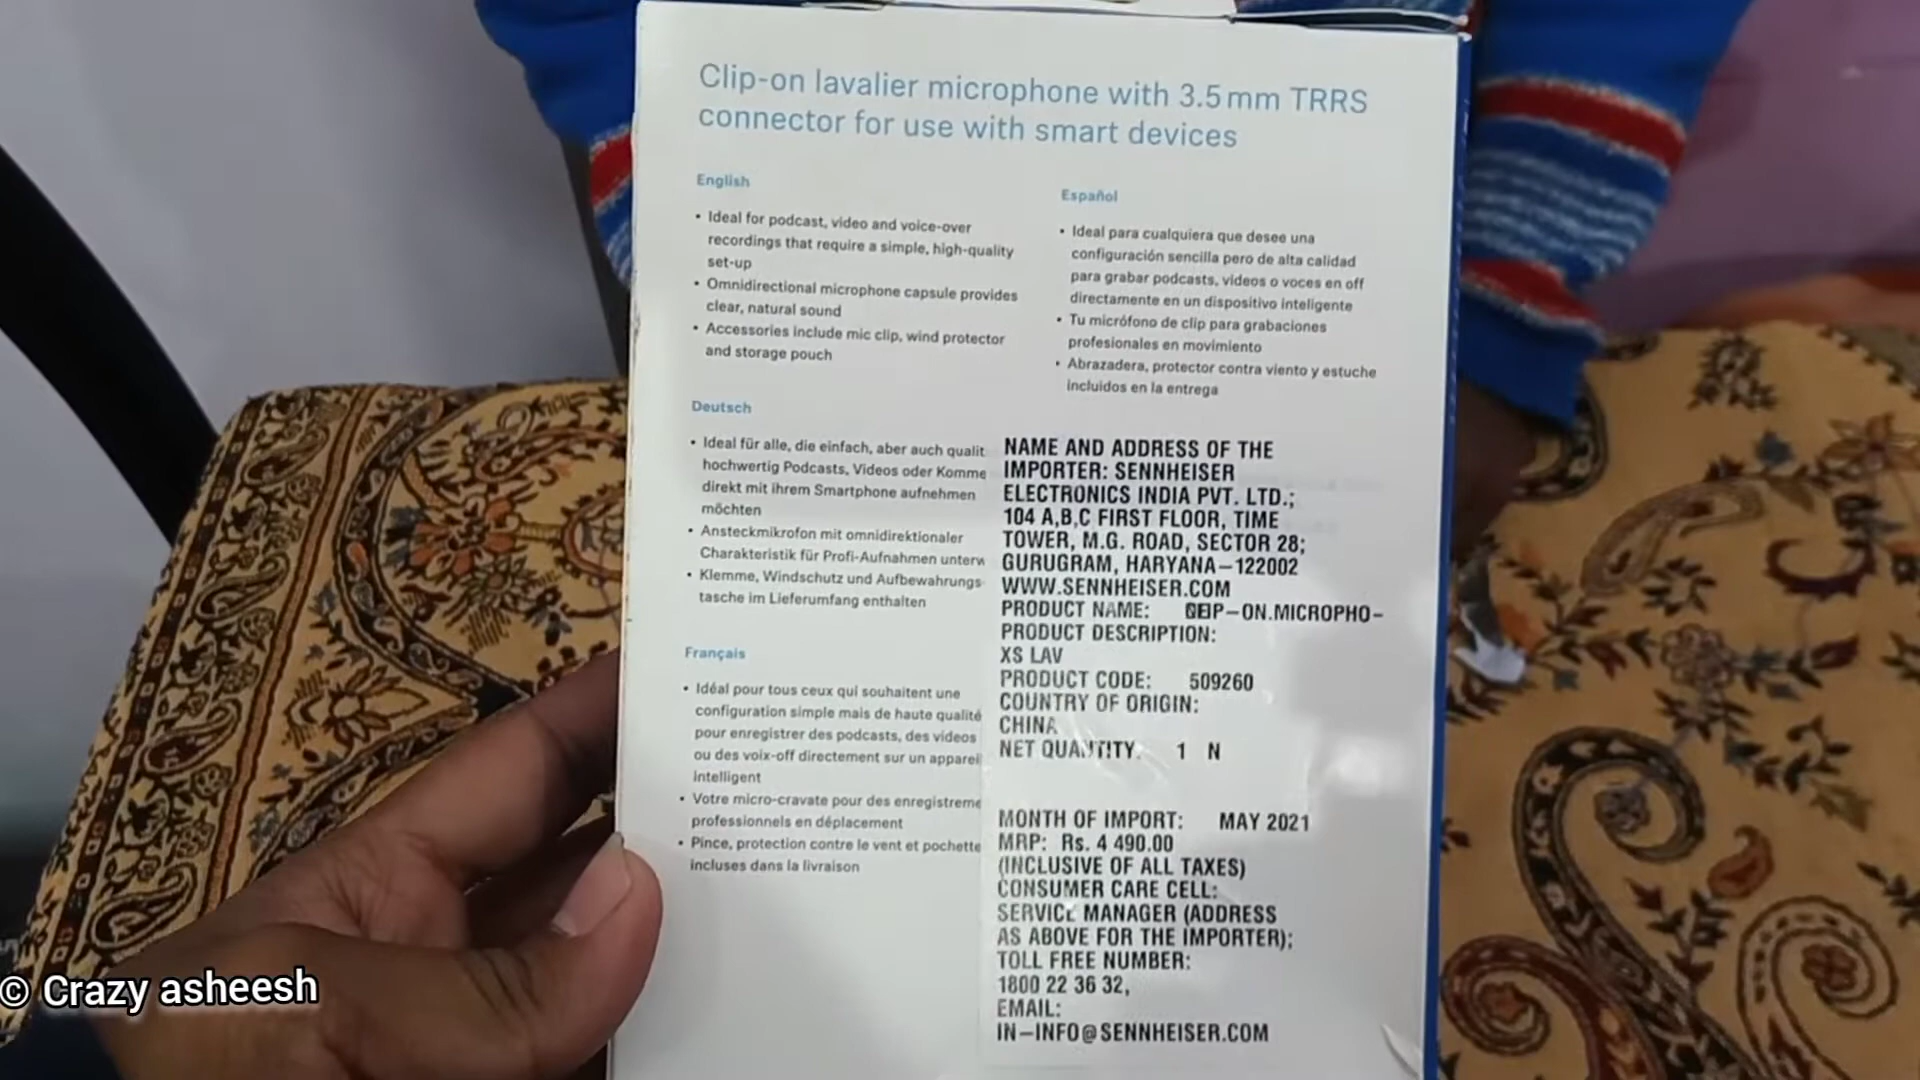 Clip-on lavalier microphone with 3.5 mm TRRS
connector for use with smart devices
English
• Ideal for podcast, video and voice-over
recordings that require a simple, high-quality
set-up
• Omnidirectional microphone capsule provides
clear, natural sound
• Accessories include mic clip, wind protector
and storage pouch
Español
• Ideal para cualquiera que desee una
configuración sencilla pero de alta calidad
para grabar podcasts, videos o voces en off
directamente en un dispositivo inteligente
• Tu micrófono de clip para grabaciones
profesionales en movimiento
• Abrazadera, protector contra viento y estuche
incluidos en la entrega
Deutsch
• Ideal für alle, die einfach, aber auch qualit
hochwertig Podcasts, Videos oder Komme
direkt mit ihrem Smartphone aufnehmen
möchten
• Ansteckmikrofon mit omnidirektionaler
Charakteristik für Profi-Aufnahmen unterw
• Klemme, Windschutz und Aufbewahrungs-
tasche im Lieferumfang enthalten
Français
• Idéal pour tous ceux qui souhaitent une
configuration simple mais de haute qualité
pour enregistrer des podcasts, des videos
ou des voix-off directement sur un apparei
intelligent
• Votre micro-cravate pour des enregistreme
professionnels en déplacement
• Pince, protection contre le vent et pochette
incluses dans la livraison
NAME AND ADDRESS OF THE
IMPORTER: SENNHEISER
ELECTRONICS INDIA PVT. LTD.;
104 A,B,C FIRST FLOOR, TIME
TOWER, M.G. ROAD, SECTOR 28;
GURUGRAM, HARYANA-122002
WWW.SENNHEISER.COM
PRODUCT NAME: -ON.MICROPHO-
PRODUCT DESCRIPTION:
XS LAV
PRODUCT CODE: 509260
COUNTRY OF ORIGIN:
CHINA
NET QUANTITY: 1 N
MONTH OF IMPORT: MAY 2021
MRP: Rs. 4 490.00
(INCLUSIVE OF ALL TAXES)
CONSUMER CARE CELL:
SERVICE MANAGER (ADDRESS
AS ABOVE FOR THE IMPORTER);
TOLL FREE NUMBER:
1800 22 36 32,
EMAIL:
IN-INFO@SENNHEISER.COM
© Crazy asheesh